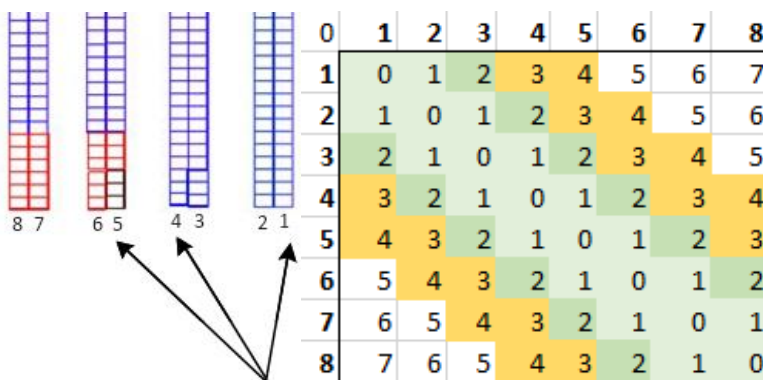 0 1 2 3 4 5 6 7 8
1 0 1 2 3 4 5 6 7
2 1 0 1 2 3 4 5 6
3 2 1 0 1 2 3 4 5
4 3 2 1 0 1 2 3 4
5 4 3 2 1 0 1 2 3
6 5 4 3 2 1 0 1 2
7 6 5 4 3 2 1 0 1
8 7 6 5 4 3 2 1 0
8 7 6 5 4 3 2 1